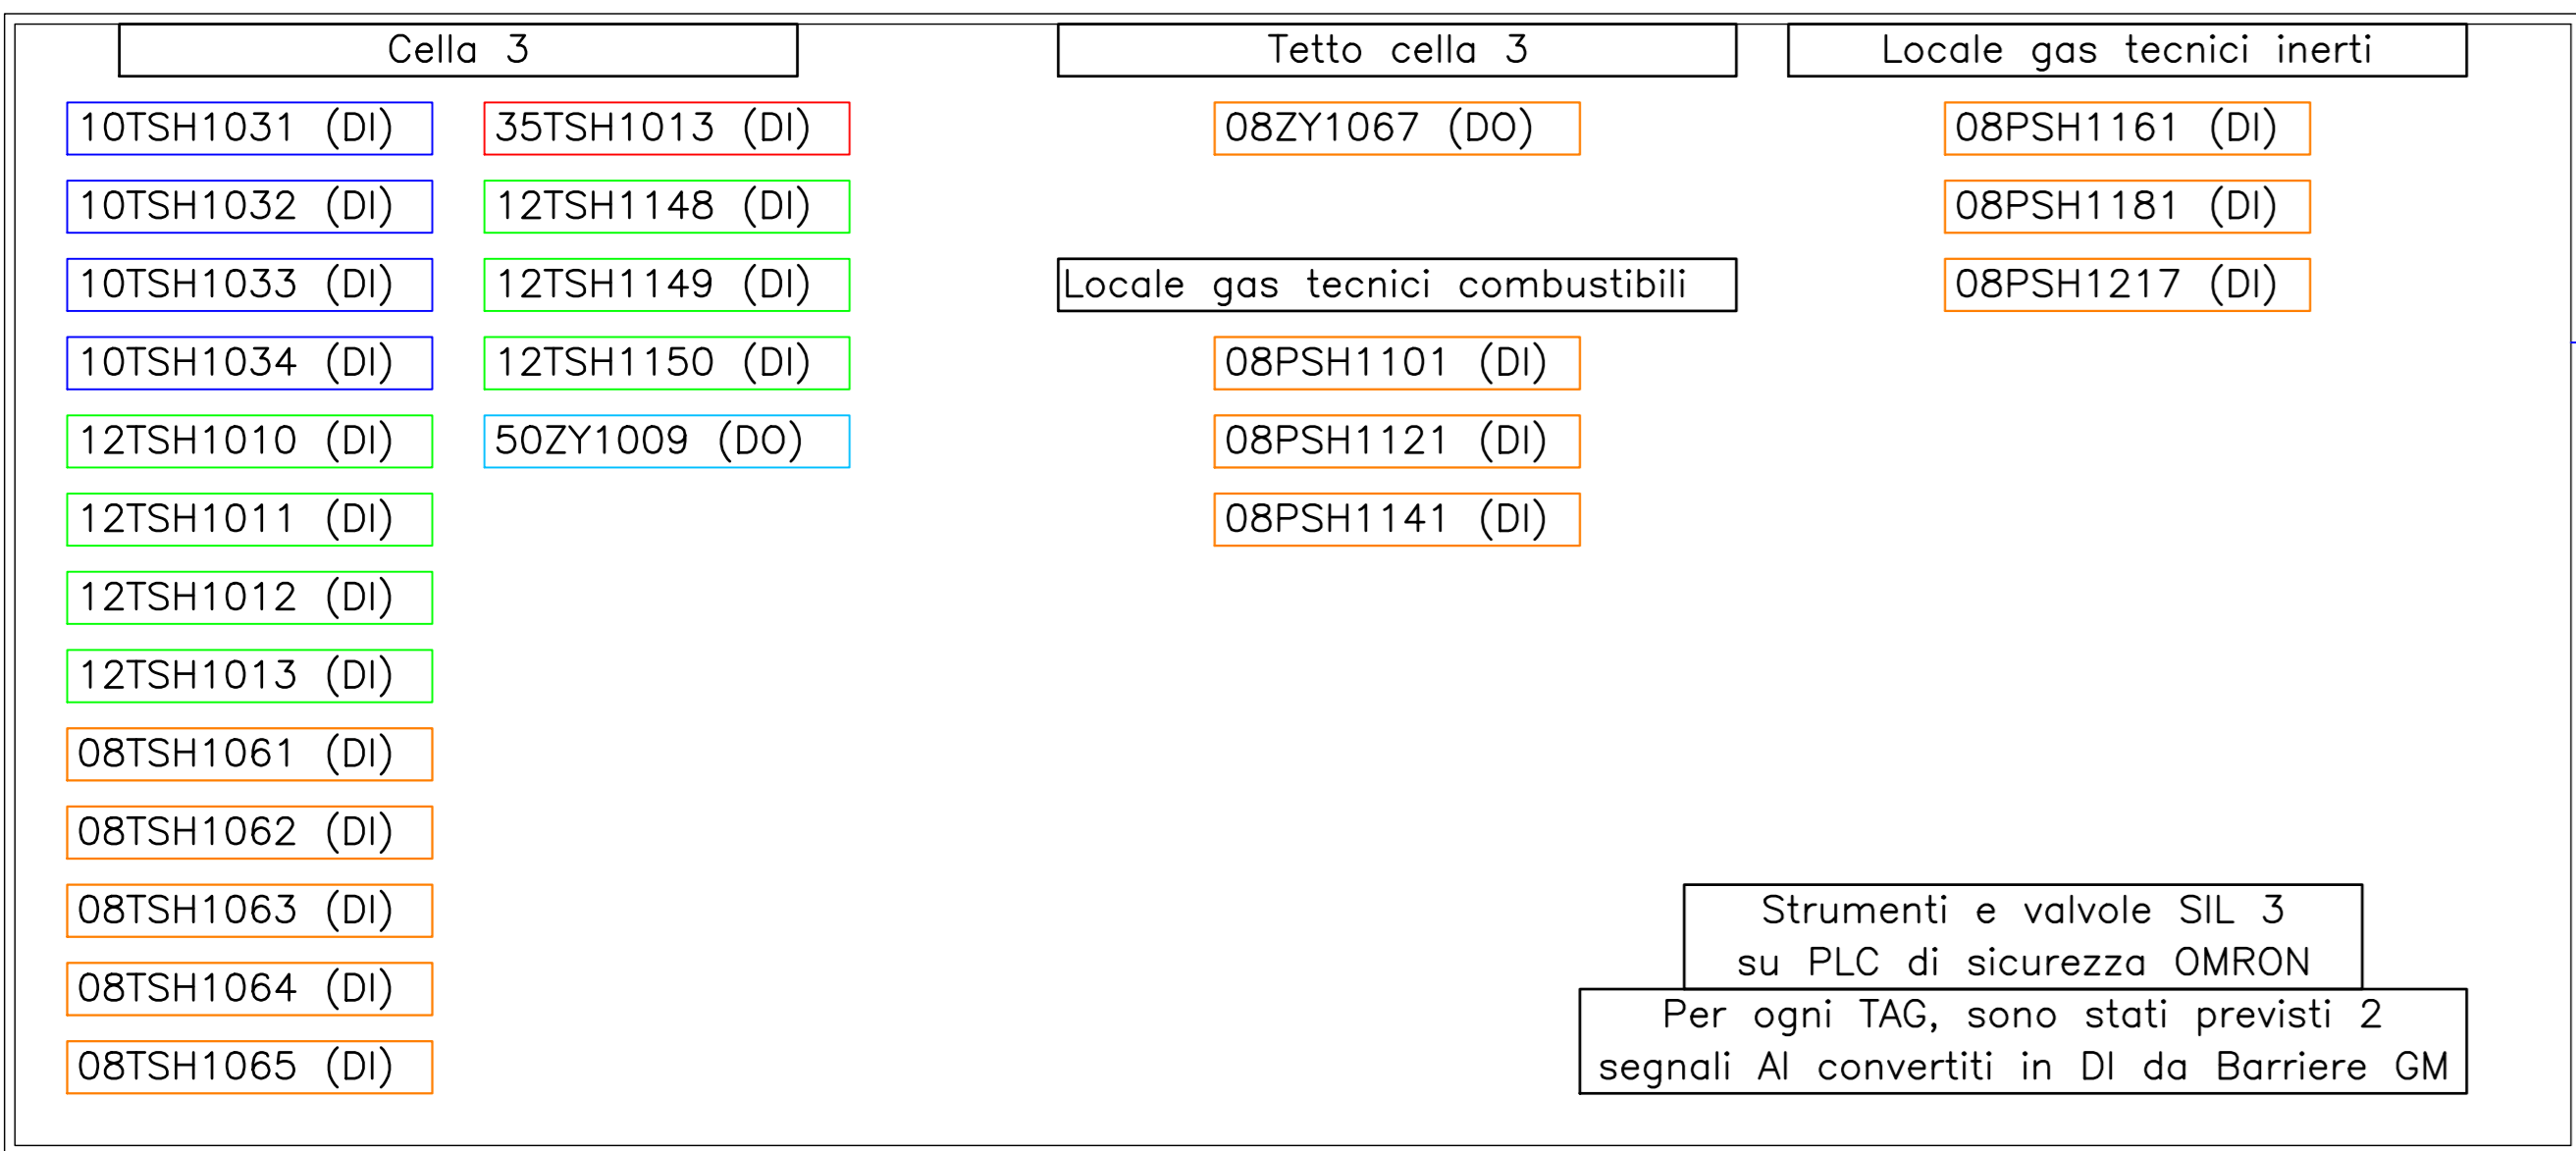 Cella 3
10TSH1031 (DI)
10TSH1032 (DI)
10TSH1033 (DI)
10TSH1034 (DI)
12TSH1010 (DI)
12TSH1011 (DI)
12TSH1012 (DI)
12TSH1013 (DI)
08TSH1061 (DI)
08TSH1062 (DI)
08TSH1063 (DI)
08TSH1064 (DI)
08TSH1065 (DI)
35TSH1013 (DI)
12TSH1148 (DI)
12TSH1149 (DI)
12TSH1150 (DI)
50ZY1009 (DO)
Tetto cella 3
08ZY1067 (DO)
Locale gas tecnici combustibili
08PSH1101 (DI)
08PSH1121 (DI)
08PSH1141 (DI)
Locale gas tecnici inerti
08PSH1161 (DI)
08PSH1181 (DI)
08PSH1217 (DI)
Strumenti e valvole SIL 3
su PLC di sicurezza OMRON
Per ogni TAG, sono stati previsti 2
segnali AI convertiti in DI da Barriere GM